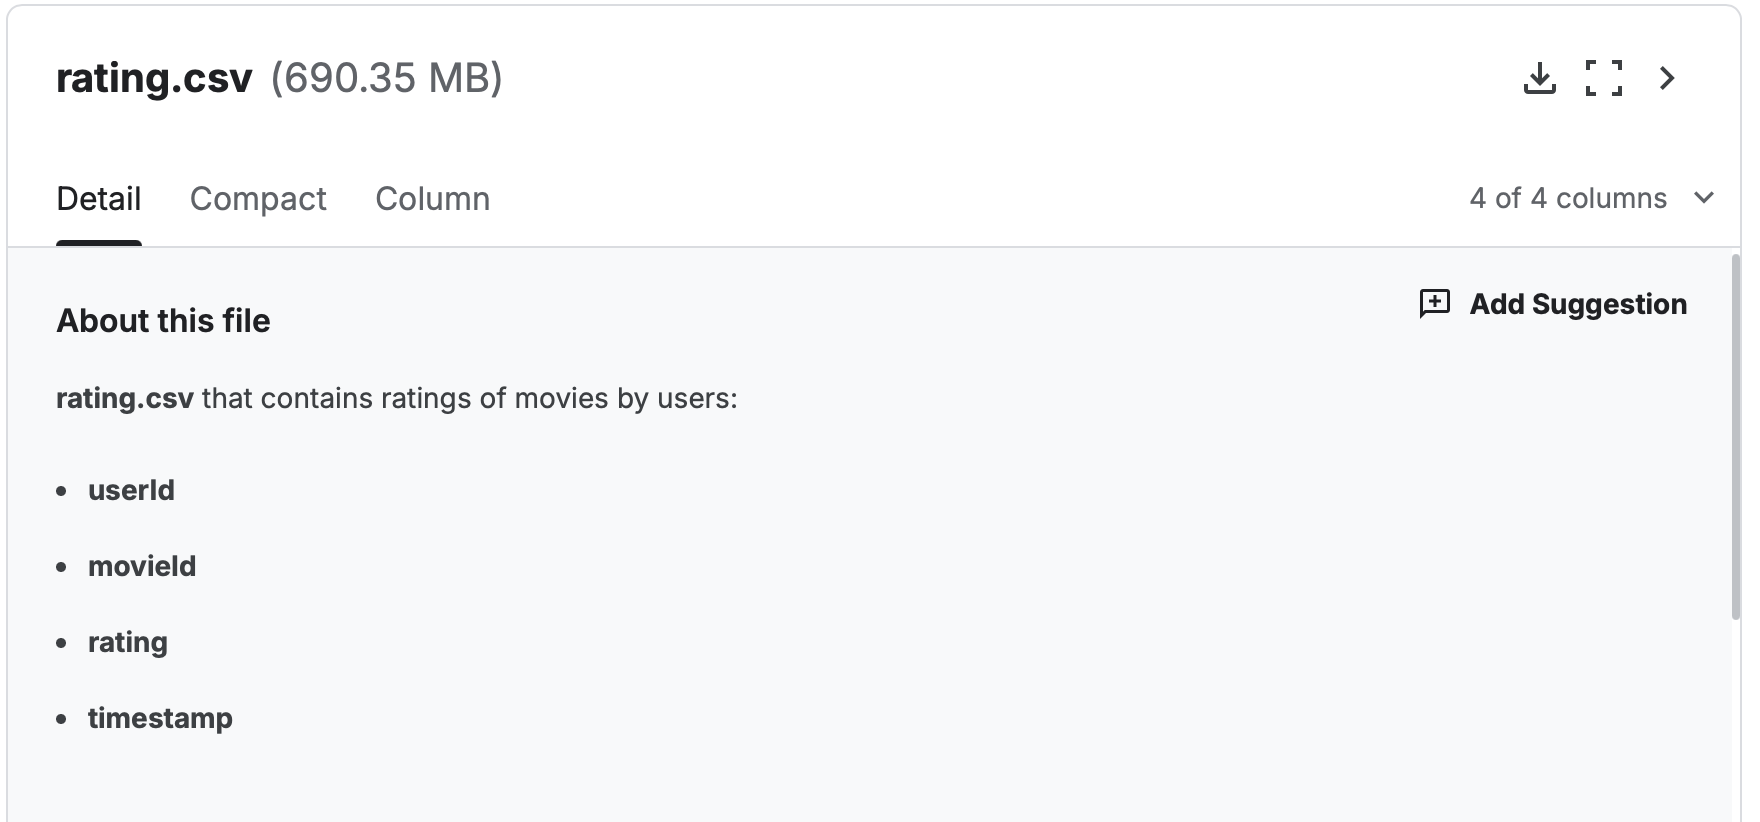 rating.csv (690.35 MB)
Detail Compact Column 4 of 4 columns
Add Suggestion
About this file
rating.csv that contains ratings of movies by users:
• userId
• movieId
• rating
• timestamp